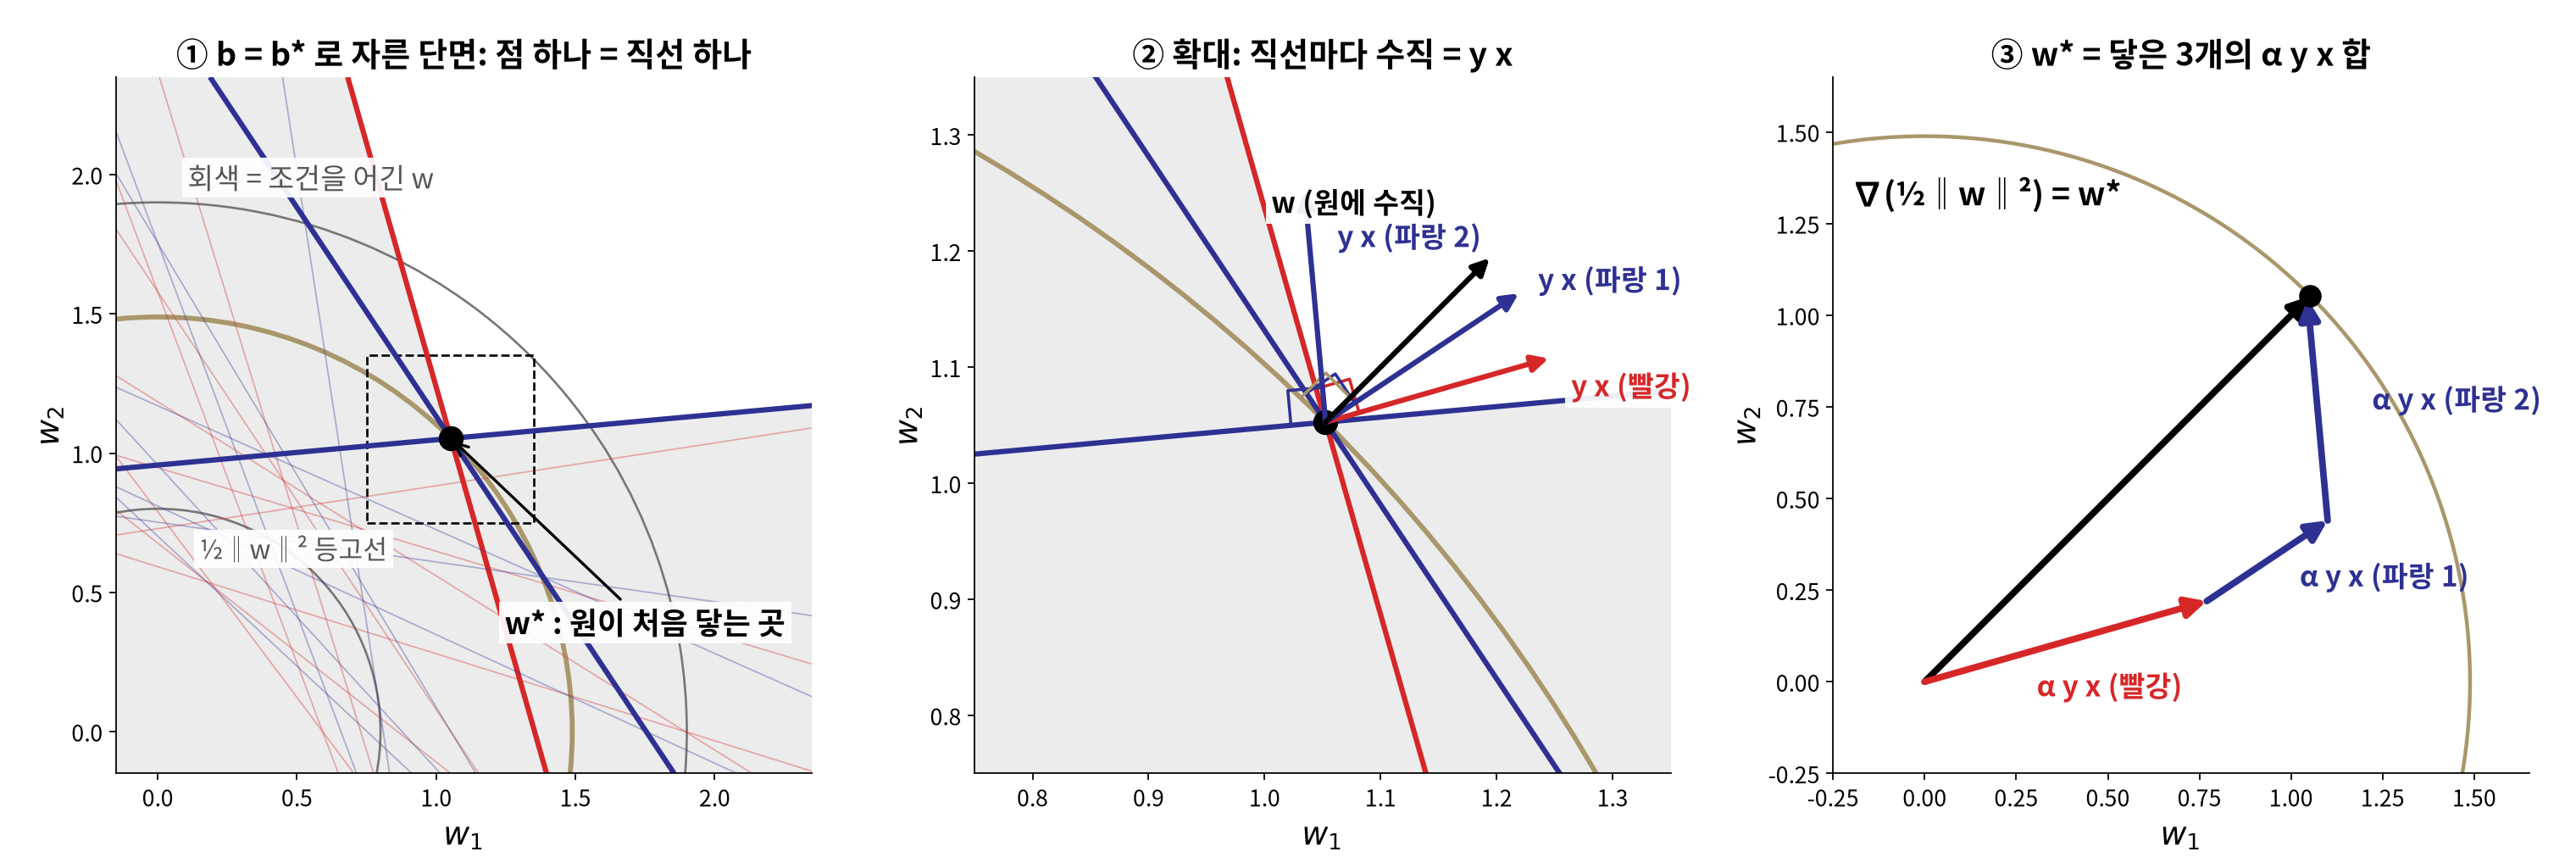 ① b = b* 로 자른 단면: 점 하나 = 직선 하나
회색 = 조건을 어긴 w
½ ‖ w ‖ ² 등고선
w* : 원이 처음 닿는 곳
2.0
1.5
1.0
0.5
0.0
w₂
0.0 0.5 1.0 1.5 2.0
w₁
② 확대: 직선마다 수직 = y x
w (원에 수직)
y x (파랑 2)
y x (파랑 1)
y x (빨강)
1.3
1.2
1.1
1.0
0.9
0.8
w₂
0.8 0.9 1.0 1.1 1.2 1.3
w₁
③ w* = 닿은 3개의 α y x 합
∇ (½ ‖ w ‖ ²) = w*
α y x (파랑 2)
α y x (파랑 1)
α y x (빨강)
1.50
1.25
1.00
0.75
0.50
0.25
0.00
-0.25
w₂
-0.25 0.00 0.25 0.50 0.75 1.00 1.25 1.50
w₁